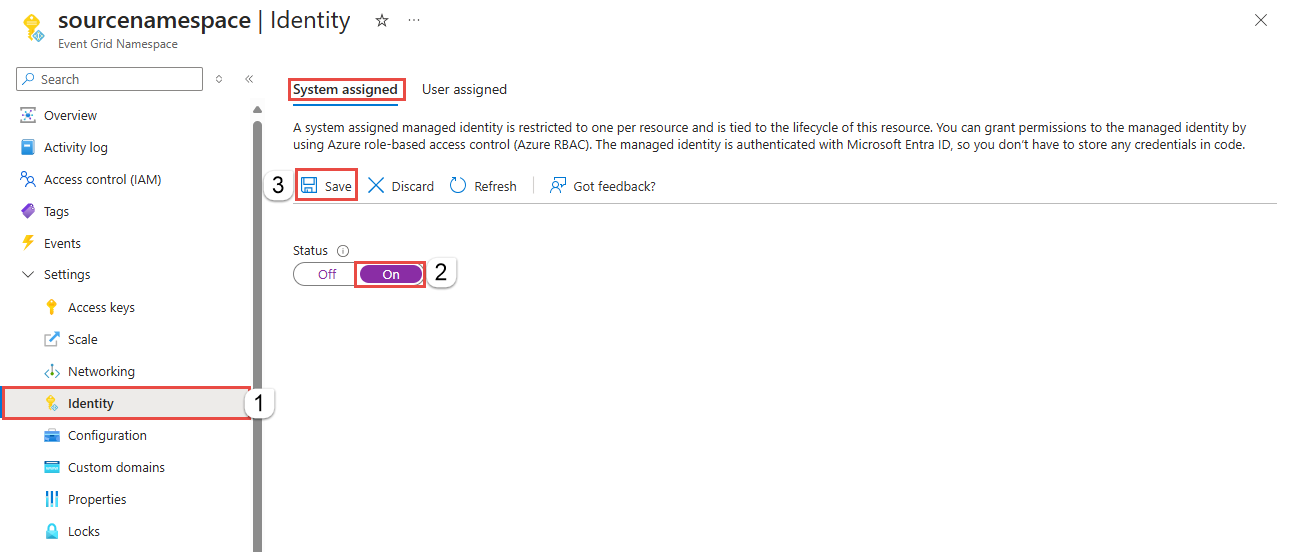 sourcenamespace | Identity
Event Grid Namespace
Search
Overview
Activity log
Access control (IAM)
Tags
Events
Settings
Access keys
Scale
Networking
Identity
1
Configuration
Custom domains
Properties
Locks
System assigned User assigned
A system assigned managed identity is restricted to one per resource and is tied to the lifecycle of this resource. You can grant permissions to the managed identity by
using Azure role-based access control (Azure RBAC). The managed identity is authenticated with Microsoft Entra ID, so you don't have to store any credentials in code.
3 Save Discard Refresh Got feedback?
Status
Off On 2